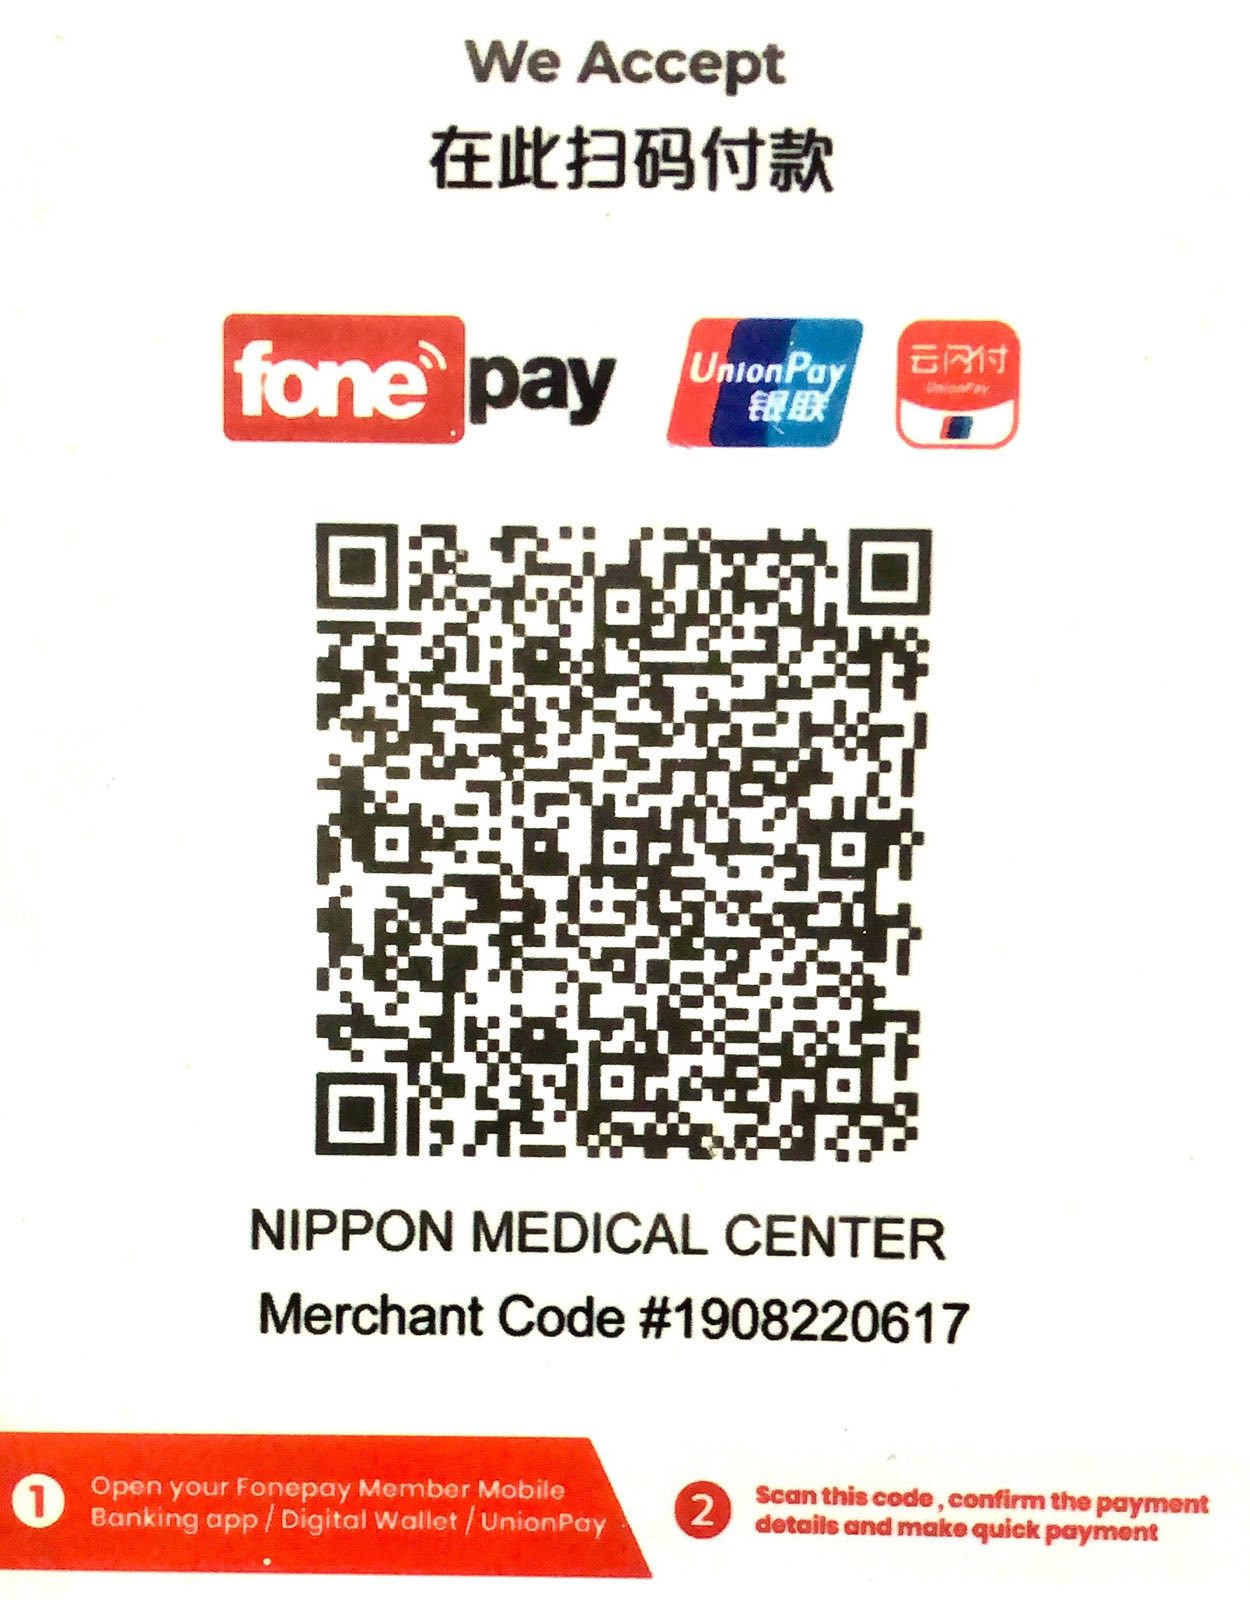 We Accept
在此扫码付款
fonepay
UnionPay
银联
云闪付
UnionPay
NIPPON MEDICAL CENTER
Merchant Code #1908220617
1
Open your Fonepay Member Mobile
Banking app / Digital Wallet / UnionPay
2
Scan this code , confirm the payment
details and make quick payment